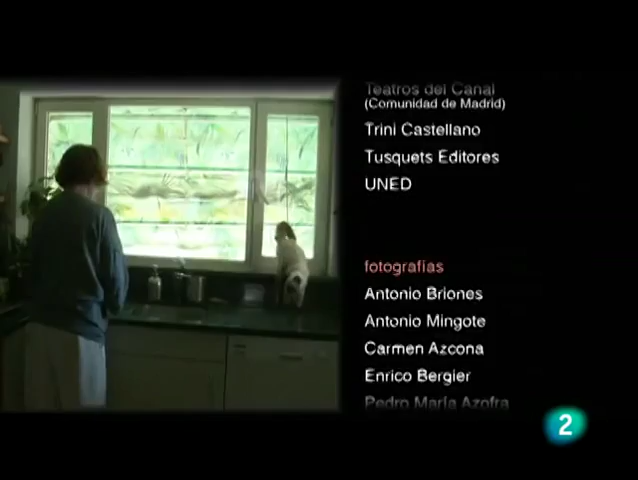 Teatros del Canal
(Comunidad de Madrid)
Trini Castellano
Tusquets Editores
UNED
fotografías
Antonio Briones
Antonio Mingote
Carmen Azcona
Enrico Bergier
Pedro María Azofra
2